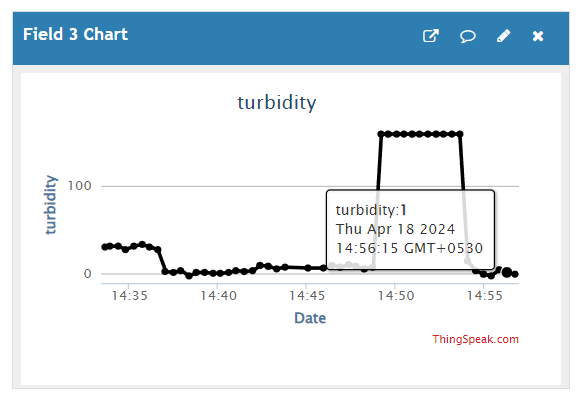 Field 3 Chart
turbidity
turbidity
100
0
turbidity:1
Thu Apr 18 2024
14:56:15 GMT+0530
14:35
14:40
14:45
14:50
14:55
Date
ThingSpeak.com